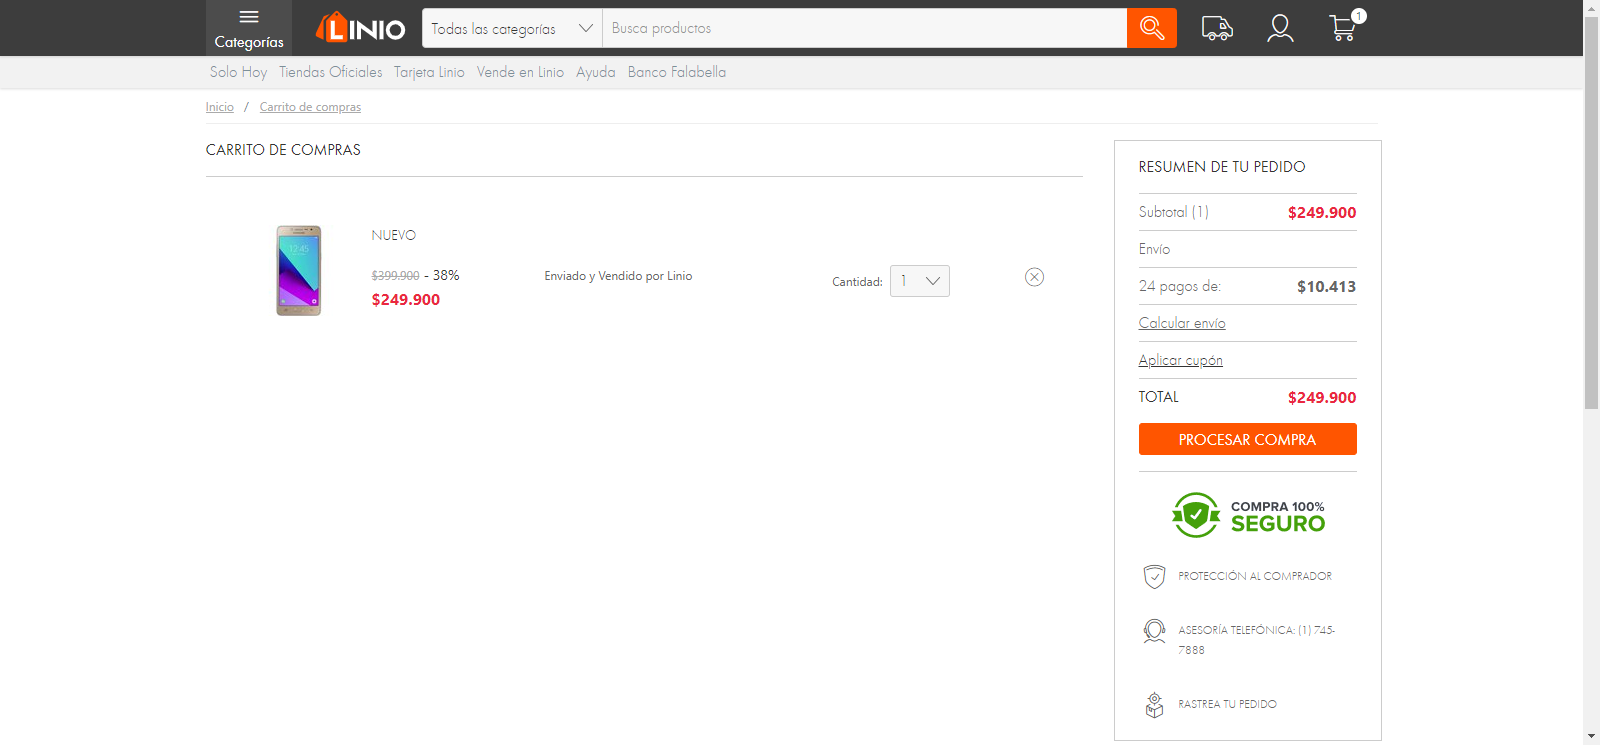 Categorías
LINIO
Todas las categorías
Busca productos
1
Solo Hoy Tiendas Oficiales Tarjeta Linio Vende en Linio Ayuda Banco Falabella
Inicio / Carrito de compras
CARRITO DE COMPRAS
NUEVO
$399.900 - 38%
$249.900
Enviado y Vendido por Linio
Cantidad: 1
RESUMEN DE TU PEDIDO
Subtotal (1) $249.900
Envío
24 pagos de: $10.413
Calcular envío
Aplicar cupón
TOTAL $249.900
PROCESAR COMPRA
COMPRA 100%
SEGURO
PROTECCIÓN AL COMPRADOR
ASESORÍA TELEFÓNICA: (1) 745-
7888
RASTREA TU PEDIDO